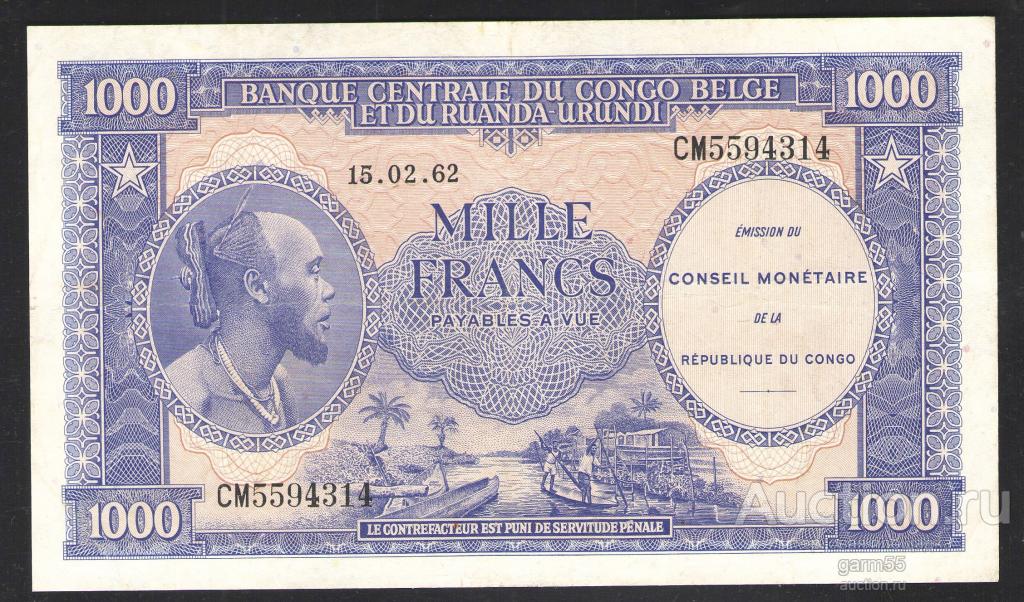 1000
1000
BANQUE CENTRALE DU CONGO BELGE
ET DU RUANDA-URUNDI
CM5594314
15.02.62
MILLE
FRANCS
PAYABLES A VUE
ÉMISSION DU
CONSEIL MONÉTAIRE
DE LA
RÉPUBLIQUE DU CONGO
CM5594314
1000
1000
LE CONTREFACTEUR EST PUNI DE SERVITUDE PÉNALE
Auction.ru
garm55
auction.ru